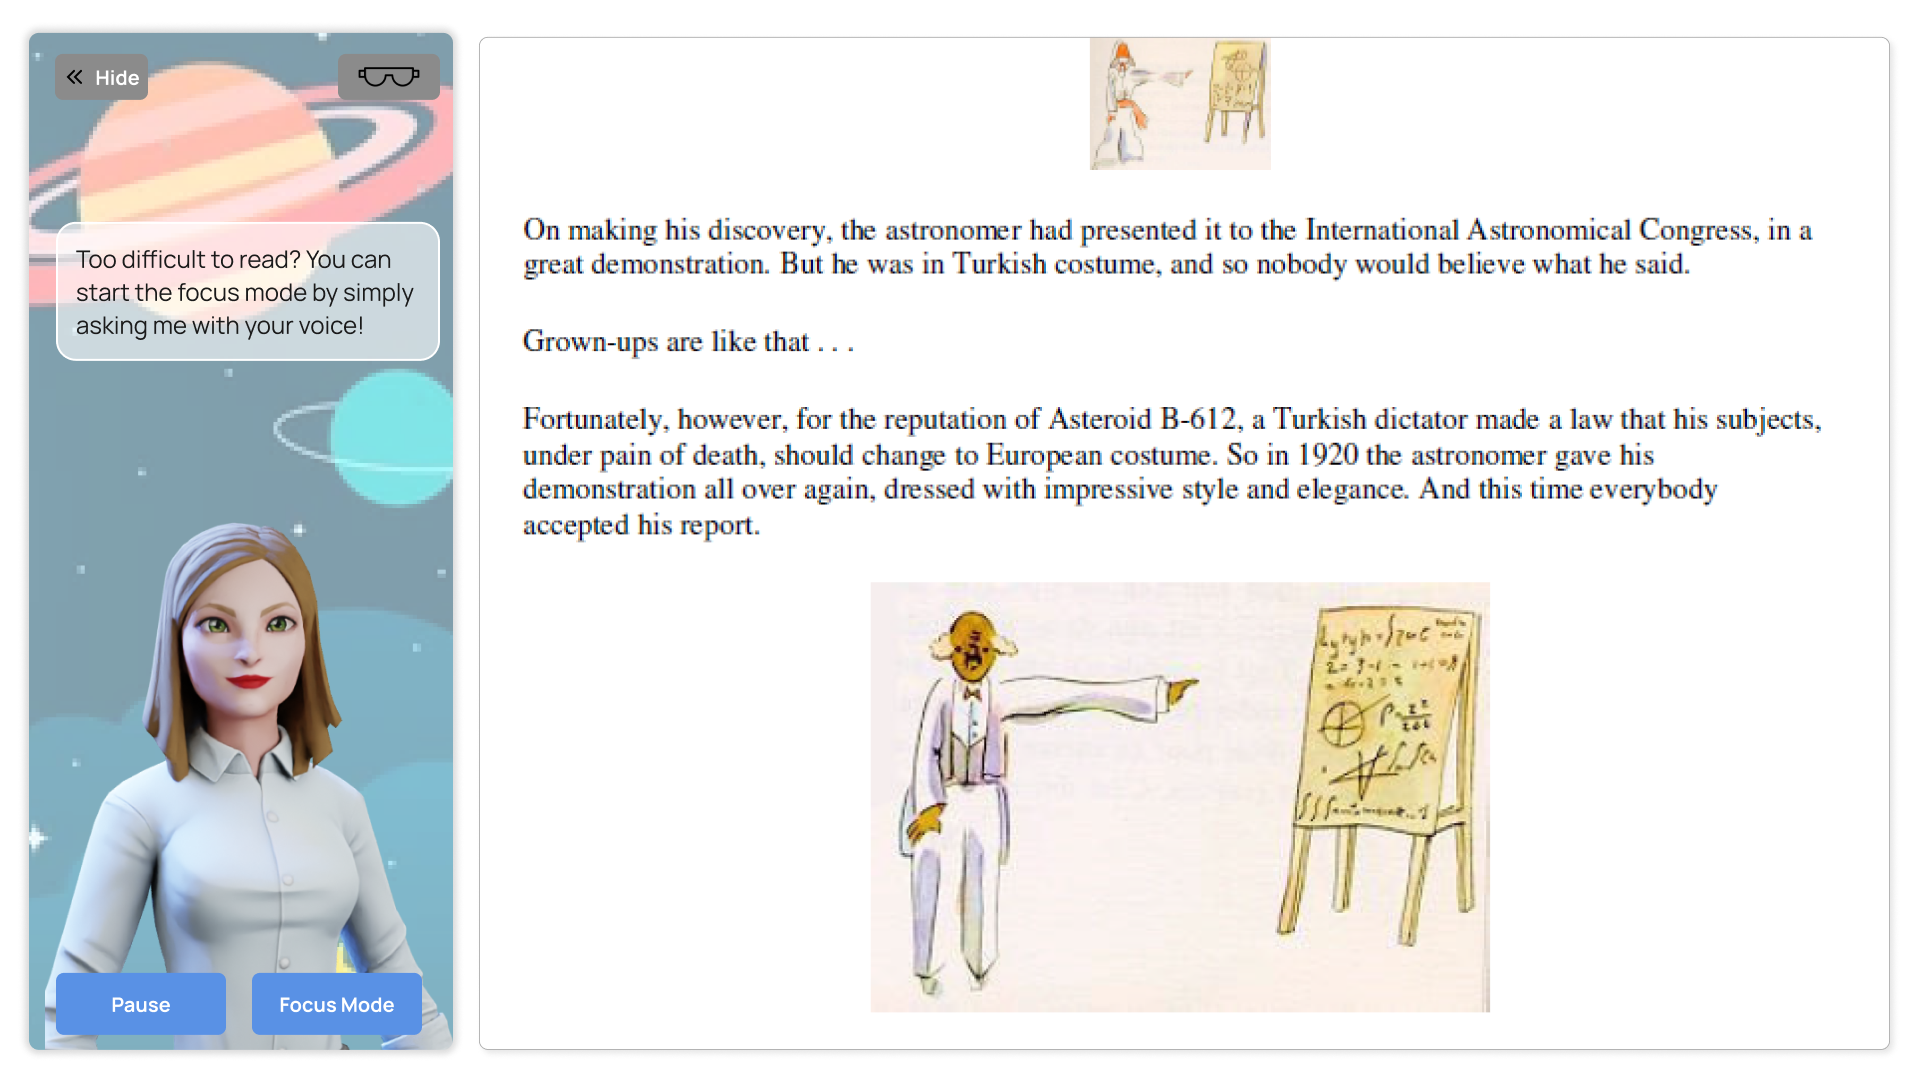 Hide
Too difficult to read? You can
start the focus mode by simply
asking me with your voice!
Pause
Focus Mode
On making his discovery, the astronomer had presented it to the International Astronomical Congress, in a
great demonstration. But he was in Turkish costume, and so nobody would believe what he said.
Grown-ups are like that . . .
Fortunately, however, for the reputation of Asteroid B-612, a Turkish dictator made a law that his subjects,
under pain of death, should change to European costume. So in 1920 the astronomer gave his
demonstration all over again, dressed with impressive style and elegance. And this time everybody
accepted his report.